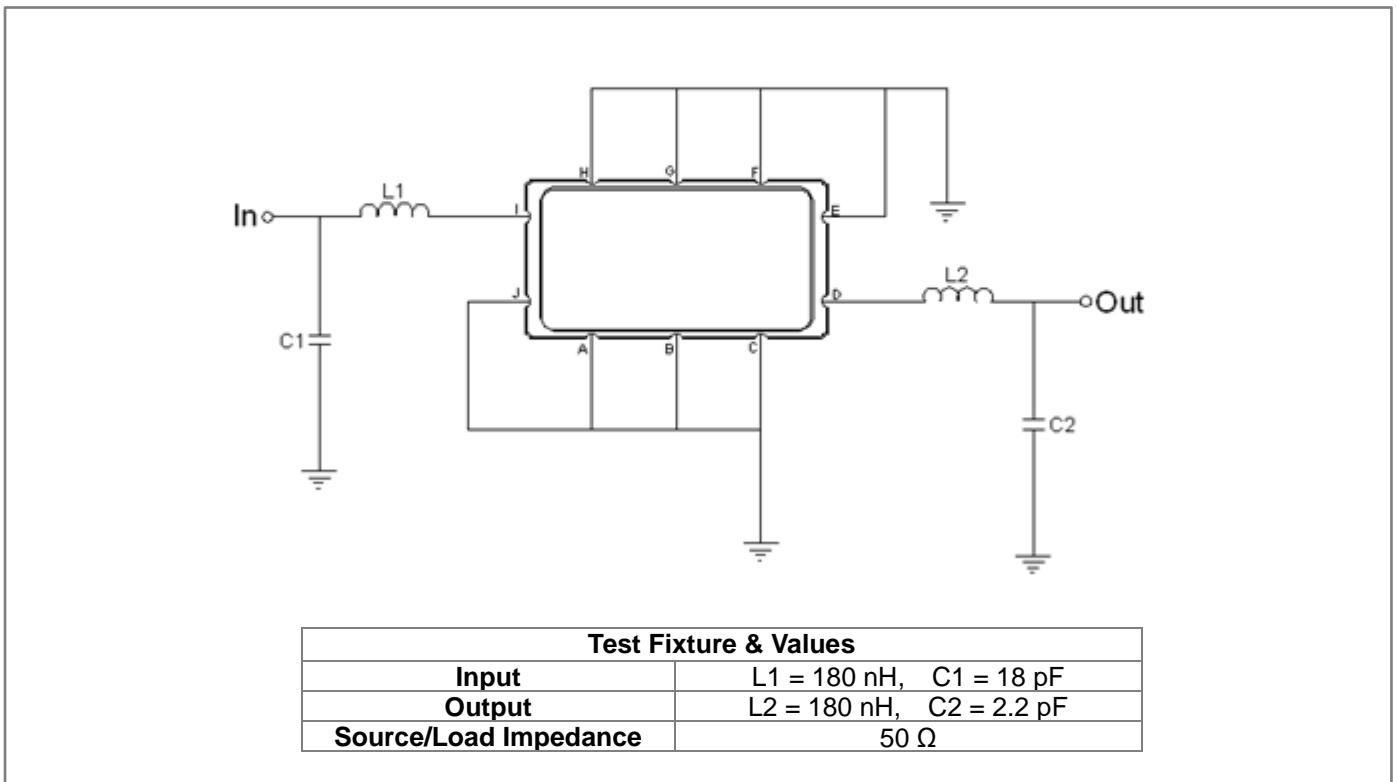 H G F
L1
In I E
L2
J D Out
C1
A B C
C2
Test Fixture & Values
Input L1 = 180 nH, C1 = 18 pF
Output L2 = 180 nH, C2 = 2.2 pF
Source/Load Impedance 50 Ω